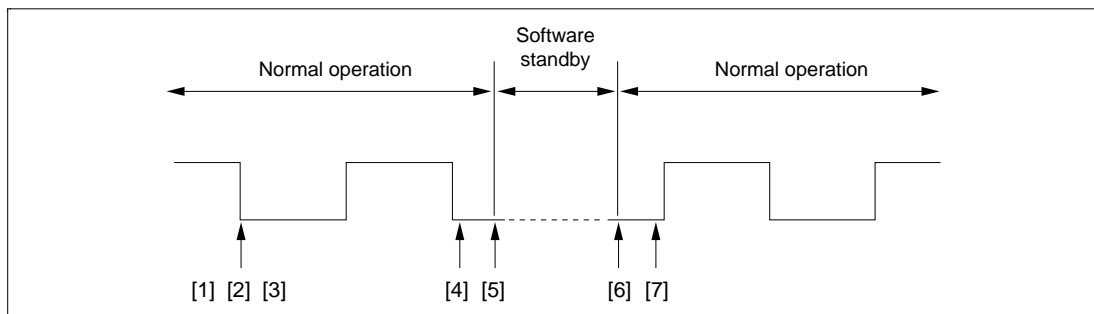 Software
standby
Normal operation
Normal operation
[1] [2] [3]
[4] [5]
[6] [7]